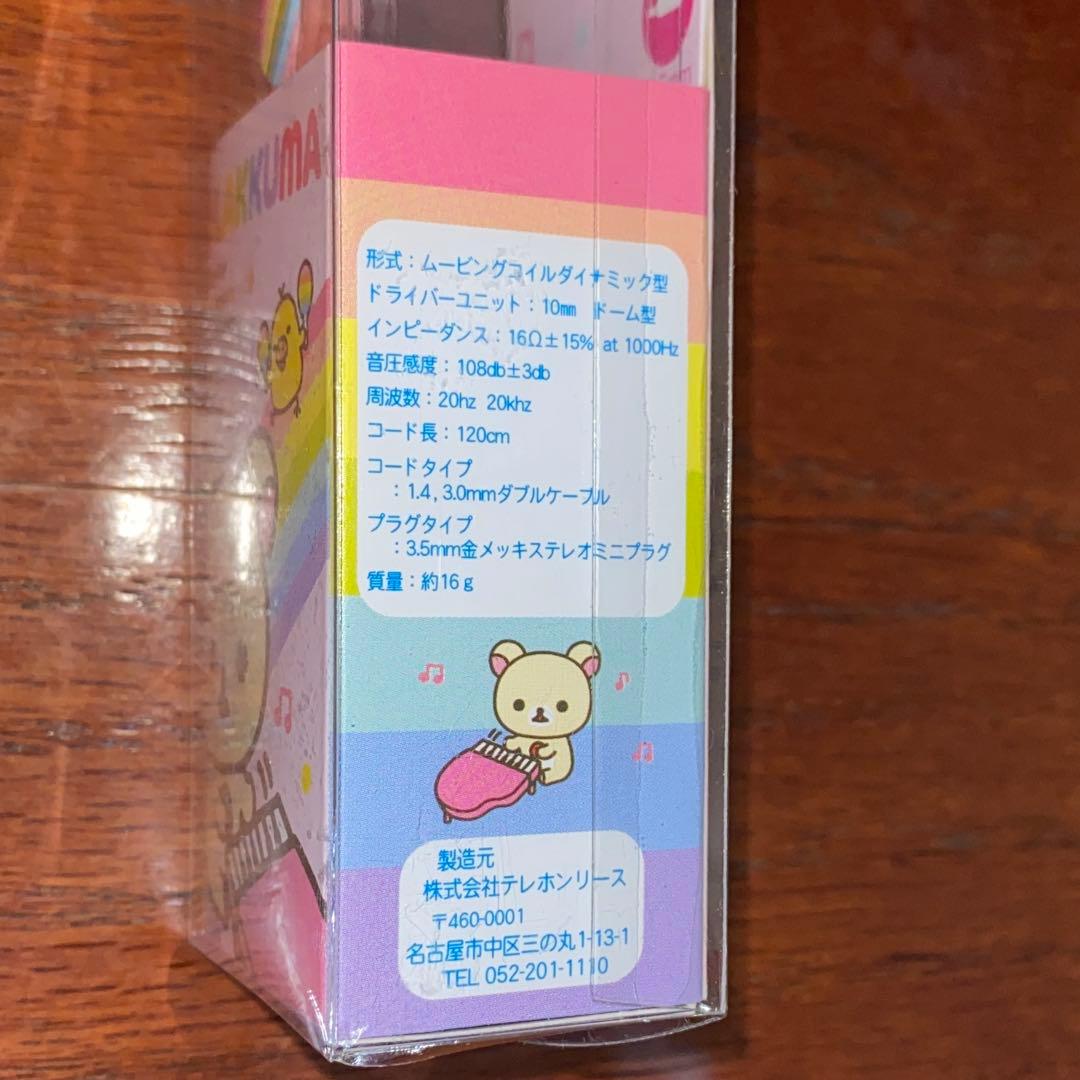 KUMA
形式：ムービングコイルダイナミック型
ドライバーユニット：10㎜ ドーム型
インピーダンス：16Ω±15% at 1000Hz
音圧感度：108db±3db
周波数：20hz 20khz
コード長：120cm
コードタイプ
：1.4, 3.0mmダブルケーブル
プラグタイプ
：3.5mm金メッキステレオミニプラグ
質量：約16ｇ
製造元
株式会社テレホンリース
〒460-0001
名古屋市中区三の丸1-13-1
TEL 052-201-1110